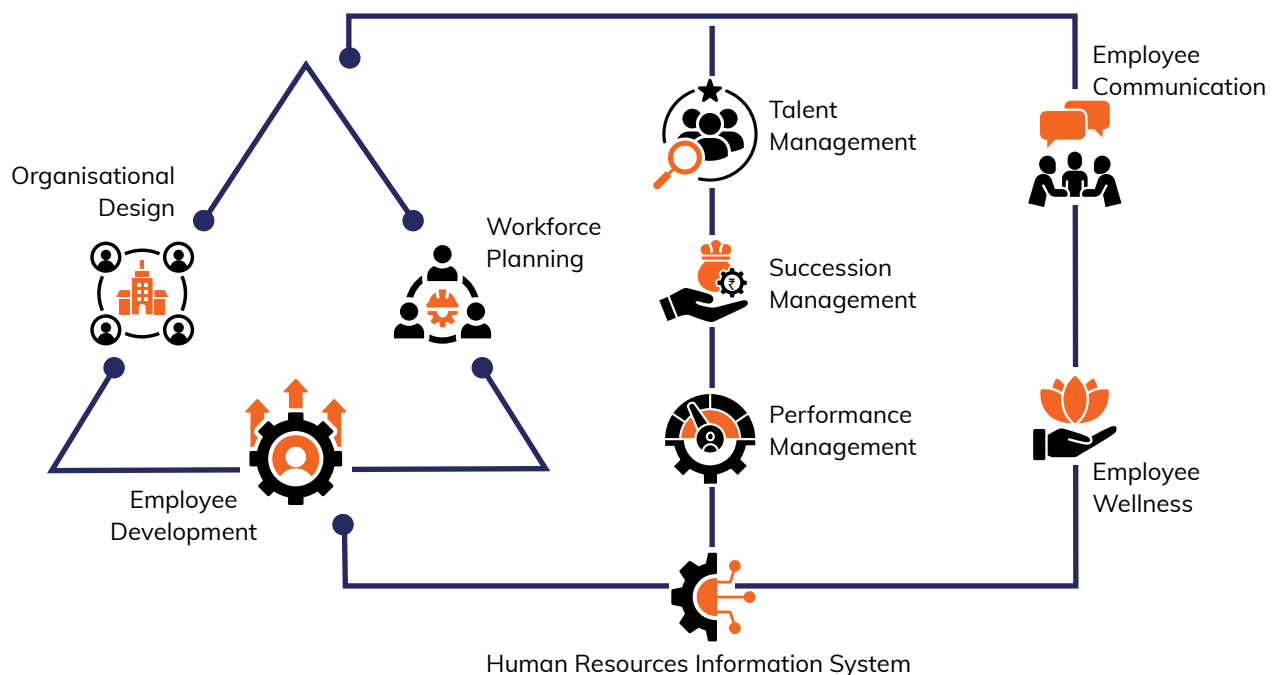 Employee
Communication
Talent
Management
Organisational
Design
Workforce
Planning
Succession
Management
₹
Performance
Management
Employee
Wellness
Employee
Development
Human Resources Information System